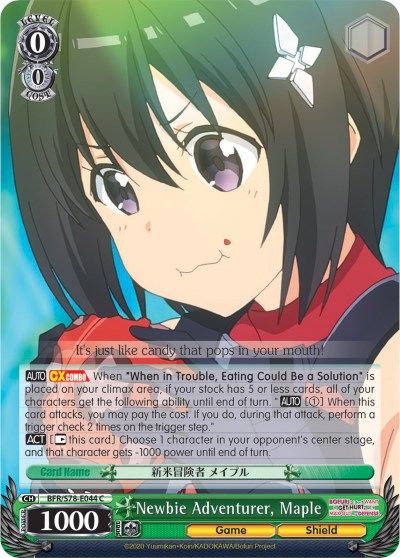 LEVEL
0
0
COST
It's just like candy that pops in your mouth!
AUTO CX COMBO When "When in Trouble, Eating Could Be a Solution" is
placed on your climax area, if your stock has 5 or less cards, all of your
characters get the following ability until end of turn. " AUTO [①] When this
card attacks, you may pay the cost. If you do, during that attack, perform a
trigger check 2 times on the trigger step."
ACT [ this card] Choose 1 character in your opponent's center stage,
and that character gets -1000 power until end of turn.
Card Name 新米冒険者 メイプル
CH BFR/S78-E044 C
Newbie Adventurer, Maple
POWER 1000 SOUL
Game Shield
©2020 Yuumikan・Koin/KADOKAWA/Bofuri Project